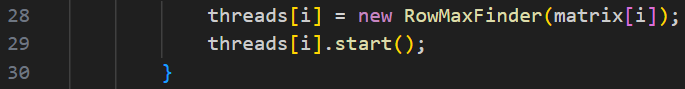 28 threads[i] = new RowMaxFinder(matrix[i]);
29 threads[i].start();
30 }